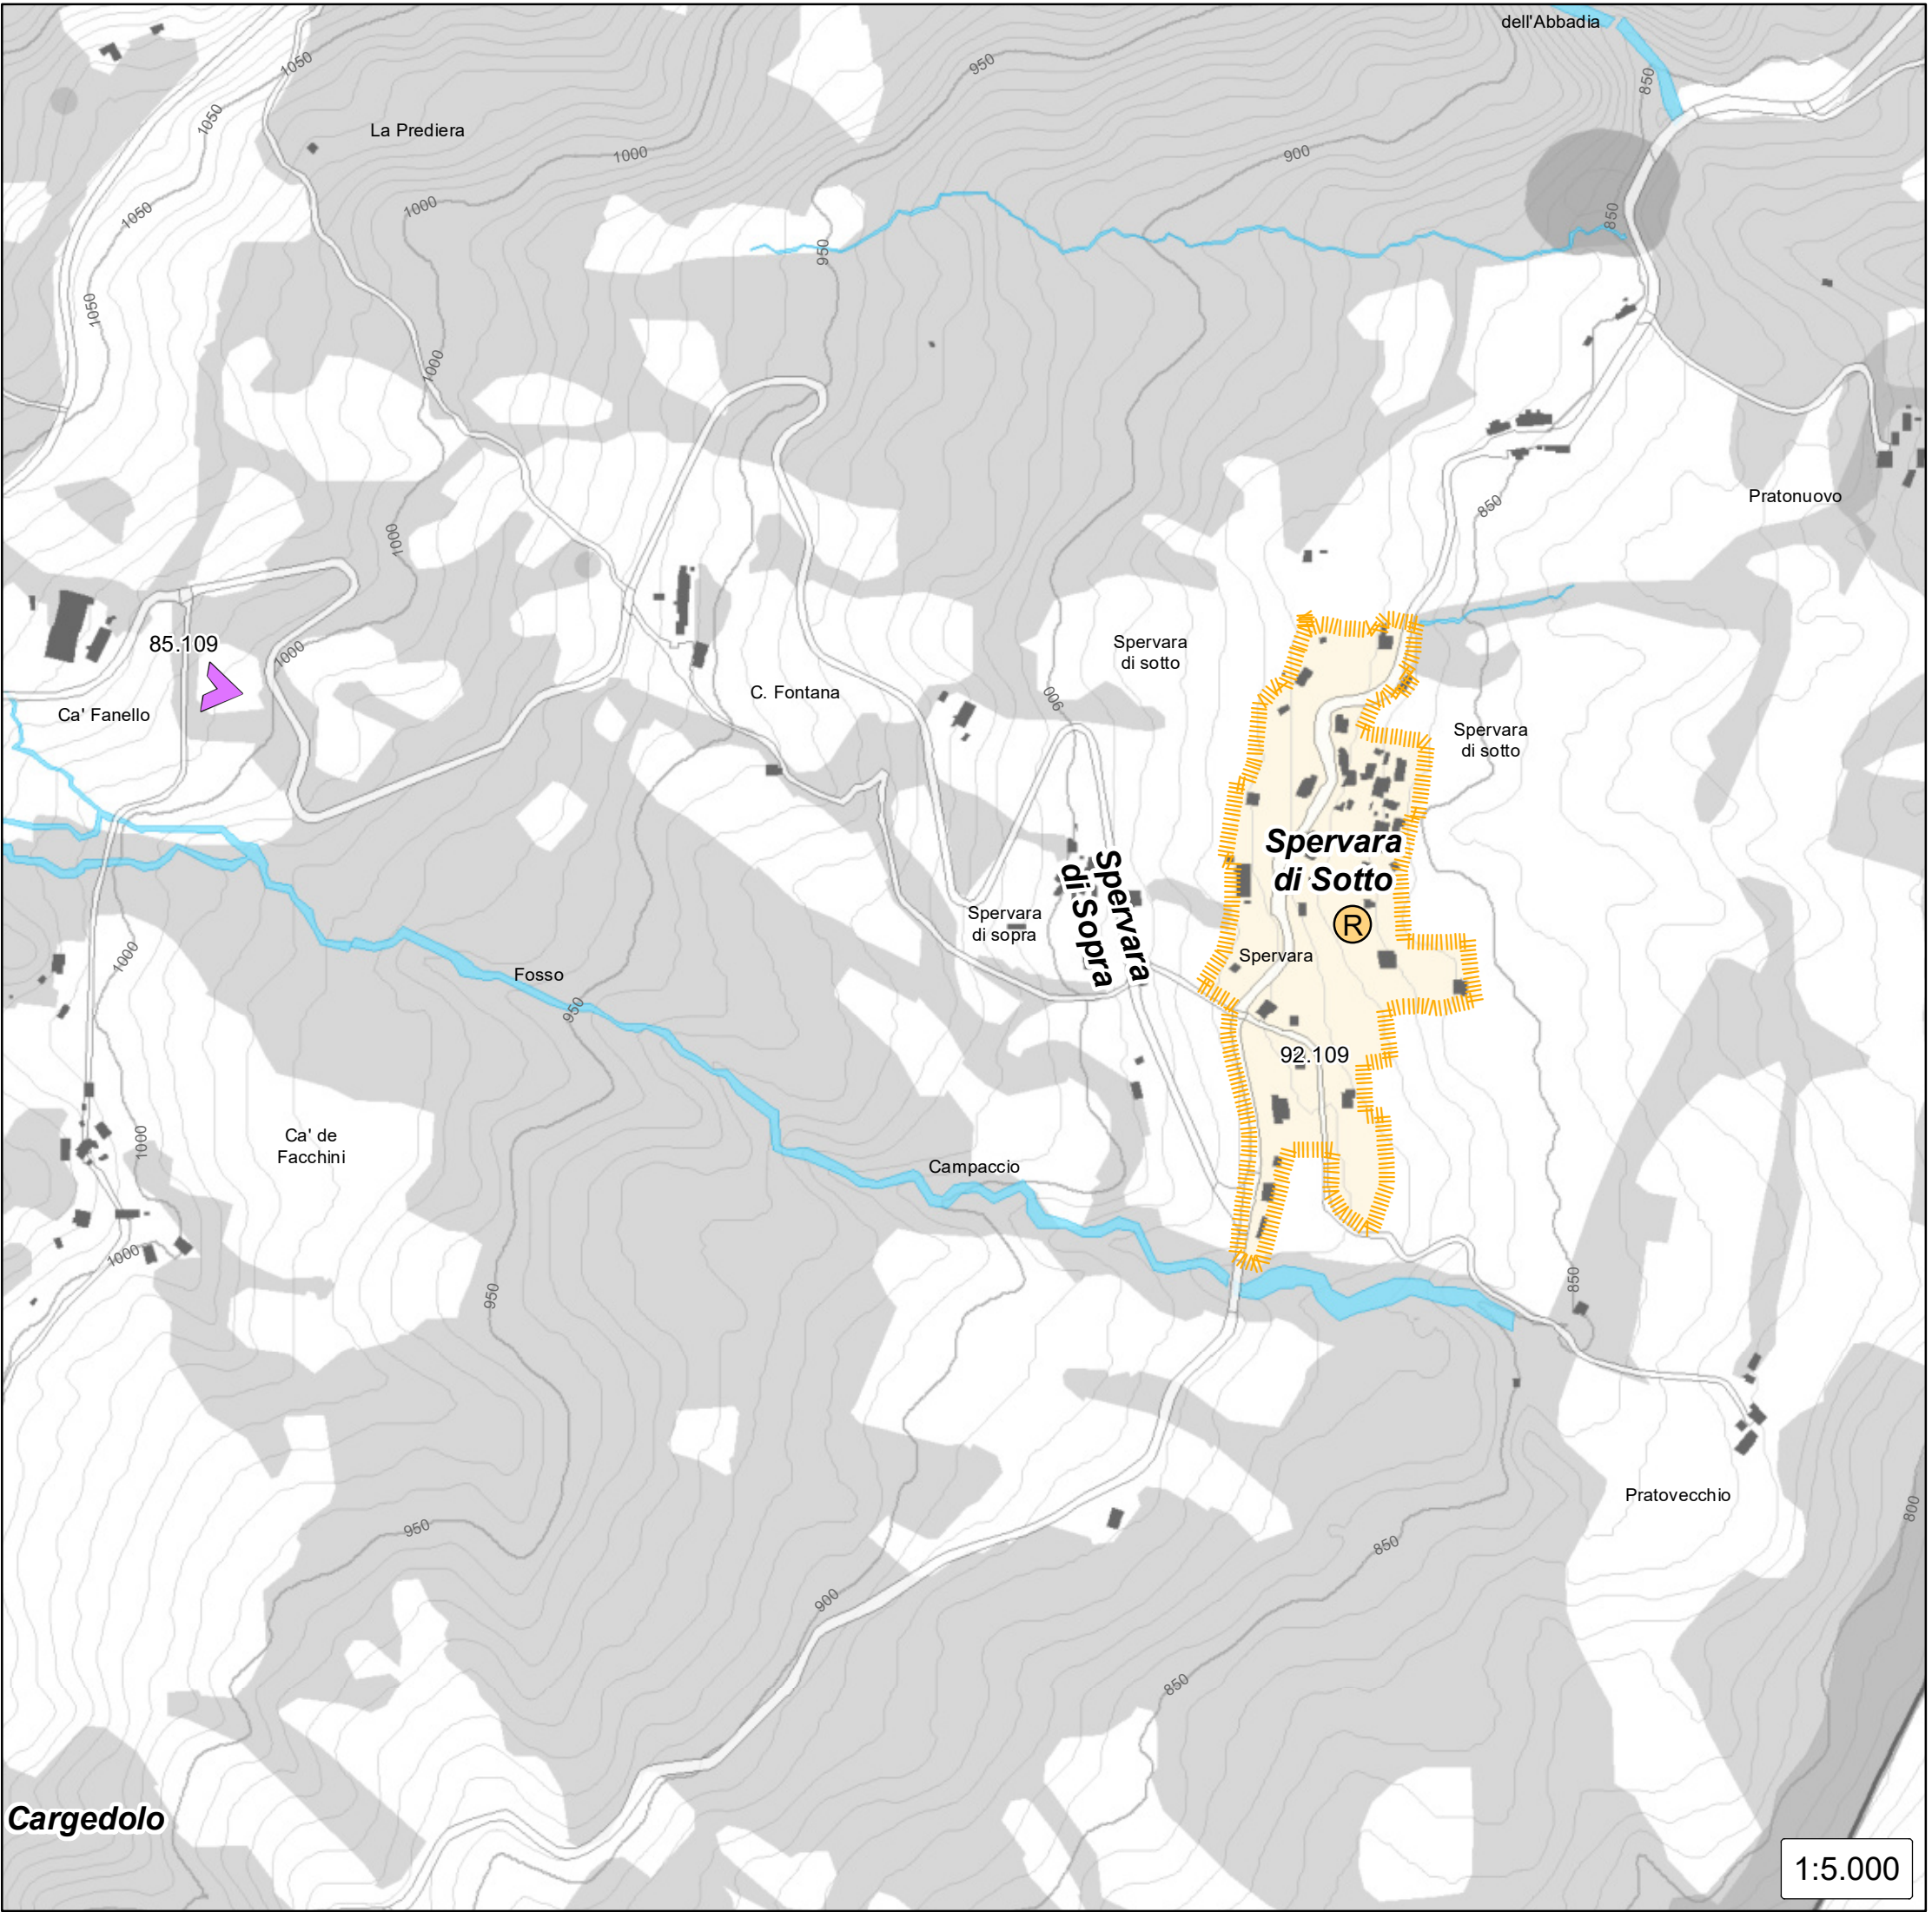 dell'Abbadia
1050
950
850
1050
La Prediera
1000
900
1050
1000
850
950
1050
1000
850
Pratonuovo
1000
85.109
1000
Spervara
di sotto
C. Fontana
900
Ca' Fanello
Spervara
di sotto
Spervara
di Sotto
R
Spervara
di Sopra
Spervara
di sopra
Spervara
1000
Fosso
950
92.109
1000
Ca' de
Facchini
Campaccio
1000
950
850
Pratovecchio
800
950
850
900
850
Cargedolo
1:5.000